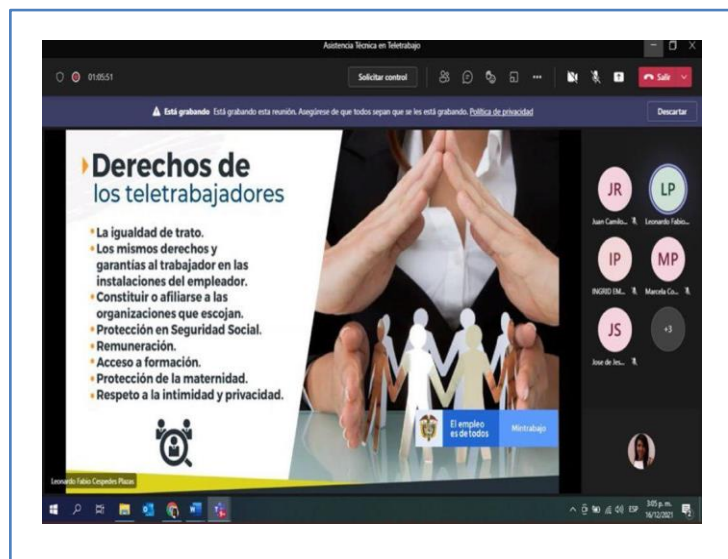 Asistencia Técnica en Teletrabajo
01:05:51
Solicitar control
Salir
Está grabando Está grabando esta reunión. Asegúrese de que todos sepan que se les está grabando. Política de privacidad
Descartar
Derechos de
los teletrabajadores
• La igualdad de trato.
• Los mismos derechos y
garantías al trabajador en las
instalaciones del empleador.
• Constituir o afiliarse a las
organizaciones que escojan.
• Protección en Seguridad Social.
• Remuneración.
• Acceso a formación.
• Protección de la maternidad.
• Respeto a la intimidad y privacidad.
El empleo
es de todos
Mintrabajo
Leonardo Fabio Cespedes Plazas
JR
LP
Juan Camilo...
Leonardo Fabio...
IP
MP
INGRID EM...
Marcela Co...
JS
+3
Jose de Jes...
ESP
3:05 p. m.
16/12/2021